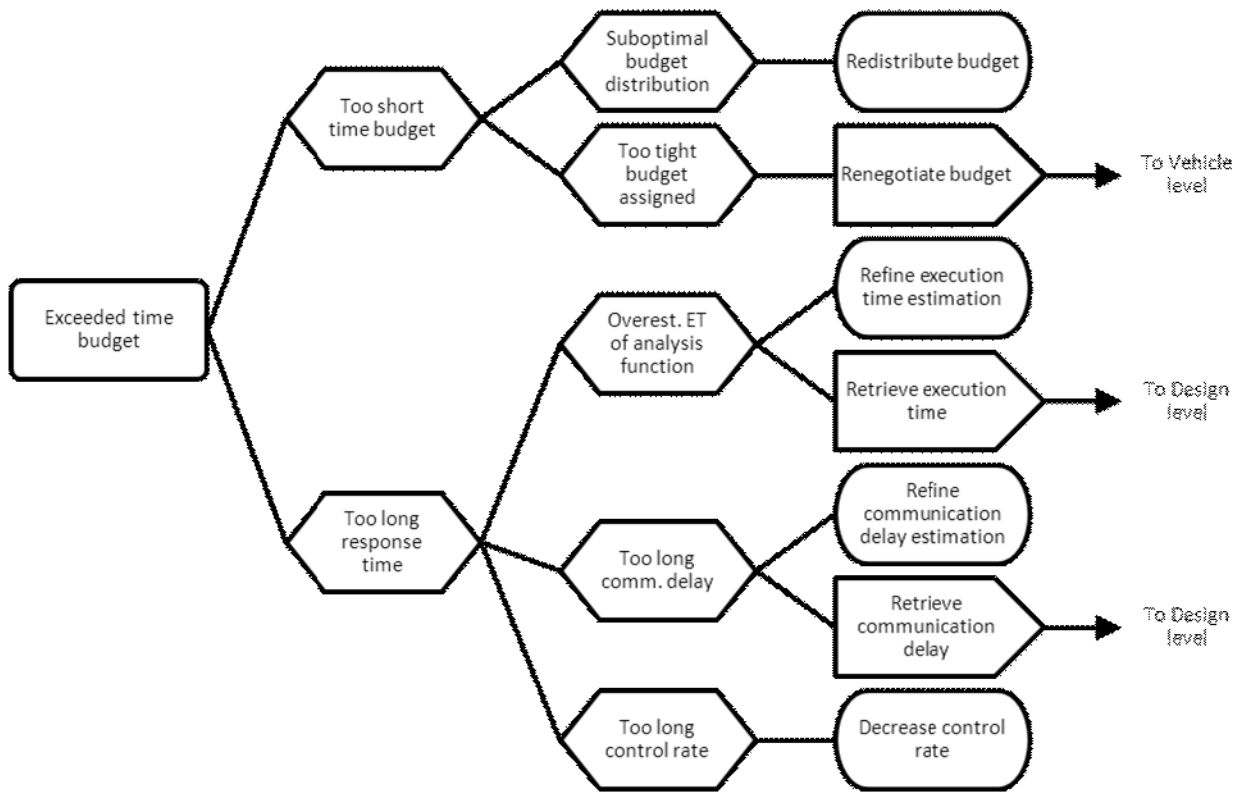 Suboptimal
budget
distribution
Redistribute budget
Too short
time budget
Too tight
budget
assigned
Renegotiate budget
To Vehicle
level
Exceeded time
budget
Refine execution
time estimation
Overest. ET
of analysis
function
Retrieve execution
time
To Design
level
Too long
response
time
Refine
communication
delay estimation
Too long
comm. delay
Retrieve
communication
delay
To Design
level
Too long
control rate
Decrease control
rate